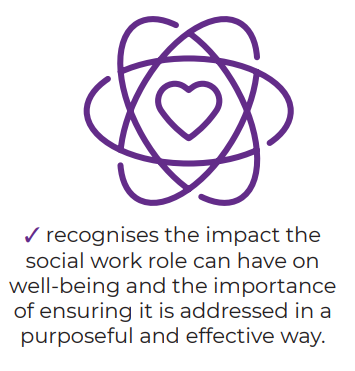 ✓ recognises the impact the
social work role can have on
well-being and the importance
of ensuring it is addressed in a
purposeful and effective way.